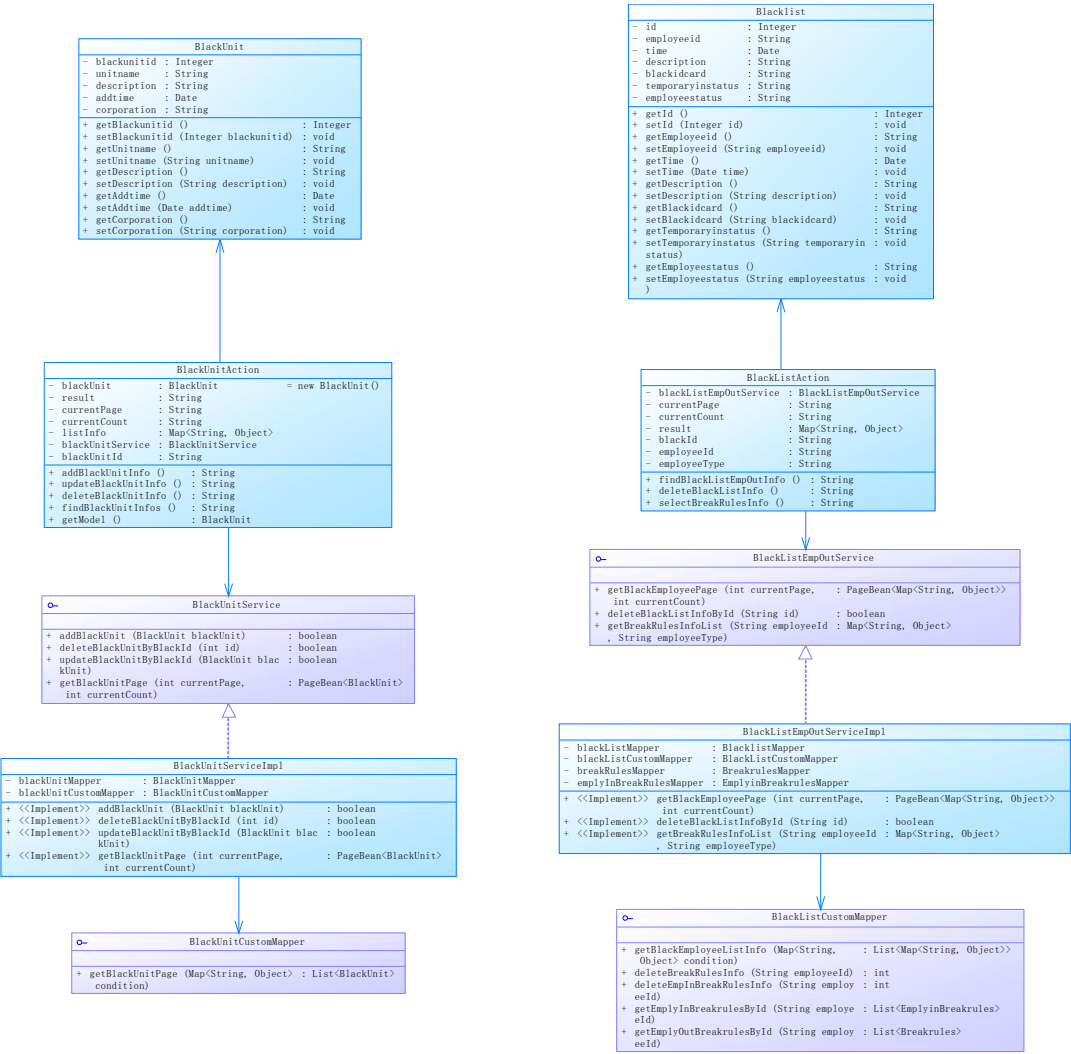 BlackUnit
- blackunitid : Integer
- unitname : String
- description : String
- addtime : Date
- corporation : String
+ getBlackunitid () : Integer
+ setBlackunitid (Integer blackunitid) : void
+ getUnitname () : String
+ setUnitname (String unitname) : void
+ getDescription () : String
+ setDescription (String description) : void
+ getAddtime () : Date
+ setAddtime (Date addtime) : void
+ getCorporation () : String
+ setCorporation (String corporation) : void
BlackUnitAction
- blackUnit : BlackUnit = new BlackUnit()
- result : String
- currentPage : String
- currentCount : String
- listInfo : Map<String, Object>
- blackUnitService : BlackUnitService
- blackUnitId : String
+ addBlackUnitInfo () : String
+ updateBlackUnitInfo () : String
+ deleteBlackUnitInfo () : String
+ findBlackUnitInfos () : String
+ getModel () : BlackUnit
BlackUnitService
+ addBlackUnit (BlackUnit blackUnit) : boolean
+ deleteBlackUnitByBlackId (int id) : boolean
+ updateBlackUnitByBlackId (BlackUnit blac : boolean
kUnit)
+ getBlackUnitPage (int currentPage, : PageBean<BlackUnit>
int currentCount)
BlackUnitServiceImpl
- blackUnitMapper : BlackUnitMapper
- blackUnitCustomMapper : BlackUnitCustomMapper
+ <<Implement>> addBlackUnit (BlackUnit blackUnit) : boolean
+ <<Implement>> deleteBlackUnitByBlackId (int id) : boolean
+ <<Implement>> updateBlackUnitByBlackId (BlackUnit blac : boolean
kUnit)
+ <<Implement>> getBlackUnitPage (int currentPage, : PageBean<BlackUnit>
int currentCount)
BlackUnitCustomMapper
+ getBlackUnitPage (Map<String, Object> : List<BlackUnit>
condition)
Blacklist
- id : Integer
- employeeid : String
- time : Date
- description : String
- blackidcard : String
- temporaryinstatus : String
- employeestatus : String
+ getId () : Integer
+ setId (Integer id) : void
+ getEmployeeid () : String
+ setEmployeeid (String employeeid) : void
+ getTime () : Date
+ setTime (Date time) : void
+ getDescription () : String
+ setDescription (String description) : void
+ getBlackidcard () : String
+ setBlackidcard (String blackidcard) : void
+ getTemporaryinstatus () : String
+ setTemporaryinstatus (String temporaryin : void
status)
+ getEmployeestatus () : String
+ setEmployeestatus (String employeestatus : void
)
BlackListAction
- blackListEmpOutService : BlackListEmpOutService
- currentPage : String
- currentCount : String
- result : Map<String, Object>
- blackId : String
- employeeId : String
- employeeType : String
+ findBlackListEmpOutInfo () : String
+ deleteBlackListInfo () : String
+ selectBreakRulesInfo () : String
BlackListEmpOutService
+ getBlackEmployeePage (int currentPage, : PageBean<Map<String, Object>>
int currentCount)
+ deleteBlackListInfoById (String id) : boolean
+ getBreakRulesInfoList (String employeeId : Map<String, Object>
, String employeeType)
BlackListEmpOutServiceImpl
- blackListMapper : BlacklistMapper
- blackListCustomMapper : BlackListCustomMapper
- breakRulesMapper : BreakrulesMapper
- emplyInBreakRulesMapper : EmplyinBreakrulesMapper
+ <<Implement>> getBlackEmployeePage (int currentPage, : PageBean<Map<String, Object>>
int currentCount)
+ <<Implement>> deleteBlackListInfoById (String id) : boolean
+ <<Implement>> getBreakRulesInfoList (String employeeId : Map<String, Object>
, String employeeType)
BlackListCustomMapper
+ getBlackEmployeeListInfo (Map<String, : List<Map<String, Object>>
Object> condition)
+ deleteBreakRulesInfo (String employeeId) : int
+ deleteEmpInBreakRulesInfo (String employ : int
eeId)
+ getEmplyInBreakrulesById (String employe : List<EmplyinBreakrules>
eId)
+ getEmplyOutBreakrulesById (String employ : List<Breakrules>
eeId)